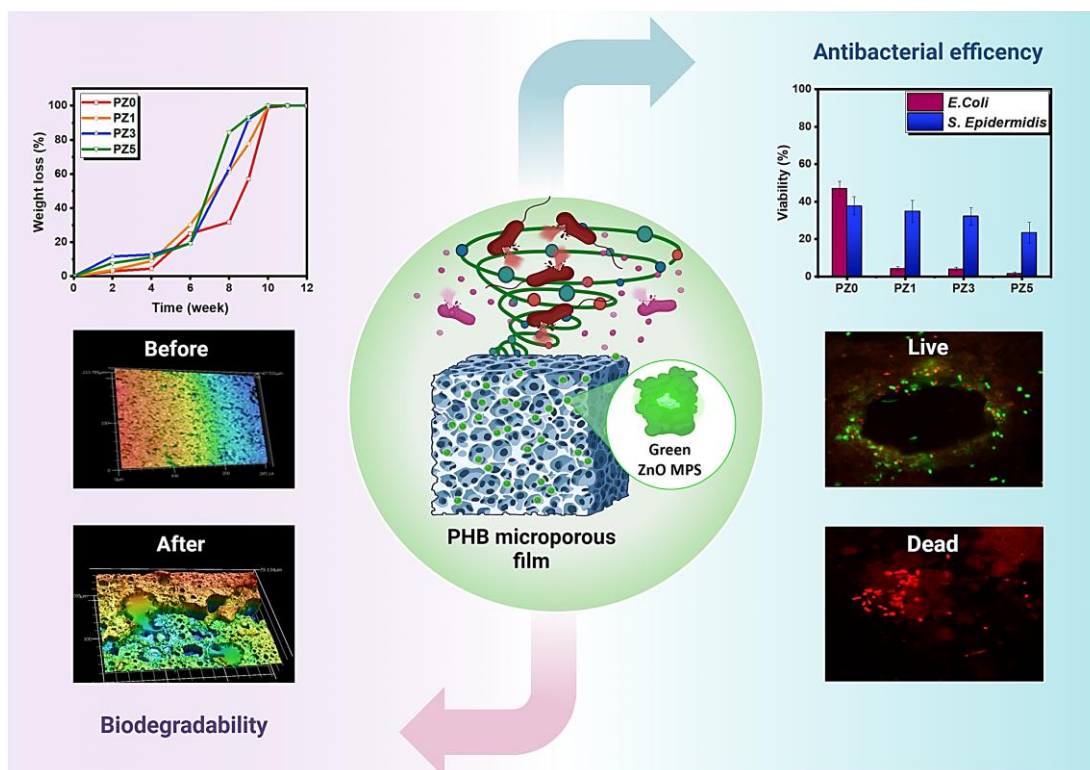 Antibacterial efficency
PZ0
PZ1
PZ3
PZ5
Weight loss (%)
100
80
60
40
20
0
0 2 4 6 8 10 12
Time (week)
E.Coli
S. Epidermidis
Viability (%)
100
80
60
40
20
0
PZ0 PZ1 PZ3 PZ5
Before
Live
Green
ZnO MPS
PHB microporous
film
After
Dead
Biodegradability